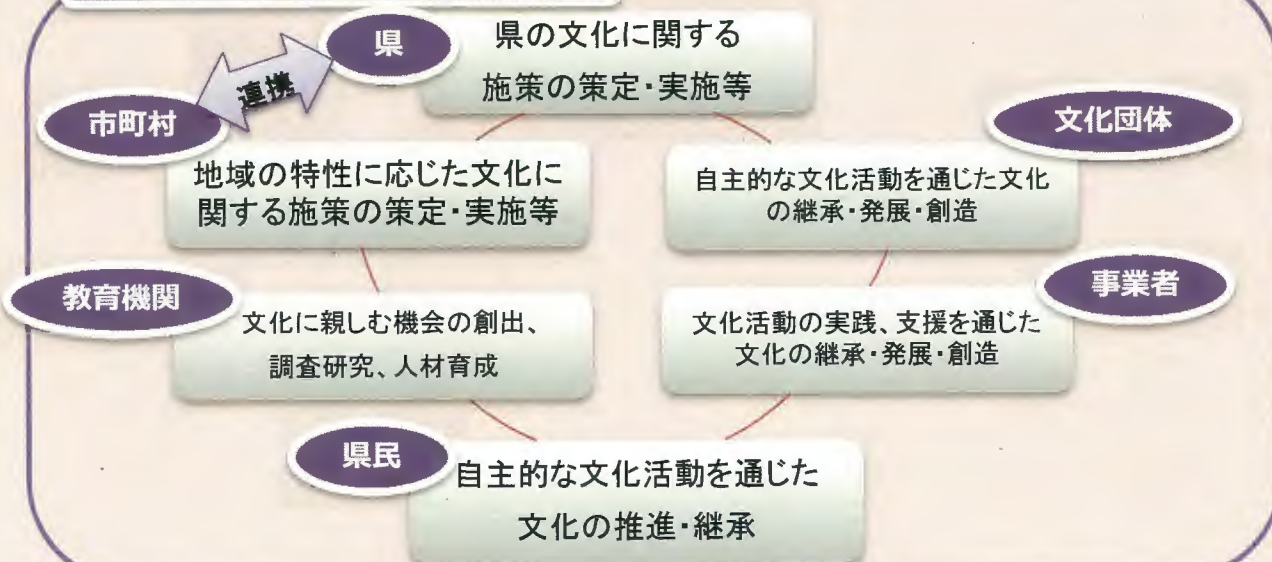 県
県の文化に関する
施策の策定・実施等
連携
市町村
地域の特性に応じた文化に
関する施策の策定・実施等
文化団体
自主的な文化活動を通じた文化
の継承・発展・創造
教育機関
文化に親しむ機会の創出、
調査研究、人材育成
事業者
文化活動の実践、支援を通じた
文化の継承・発展・創造
県民
自主的な文化活動を通じた
文化の推進・継承